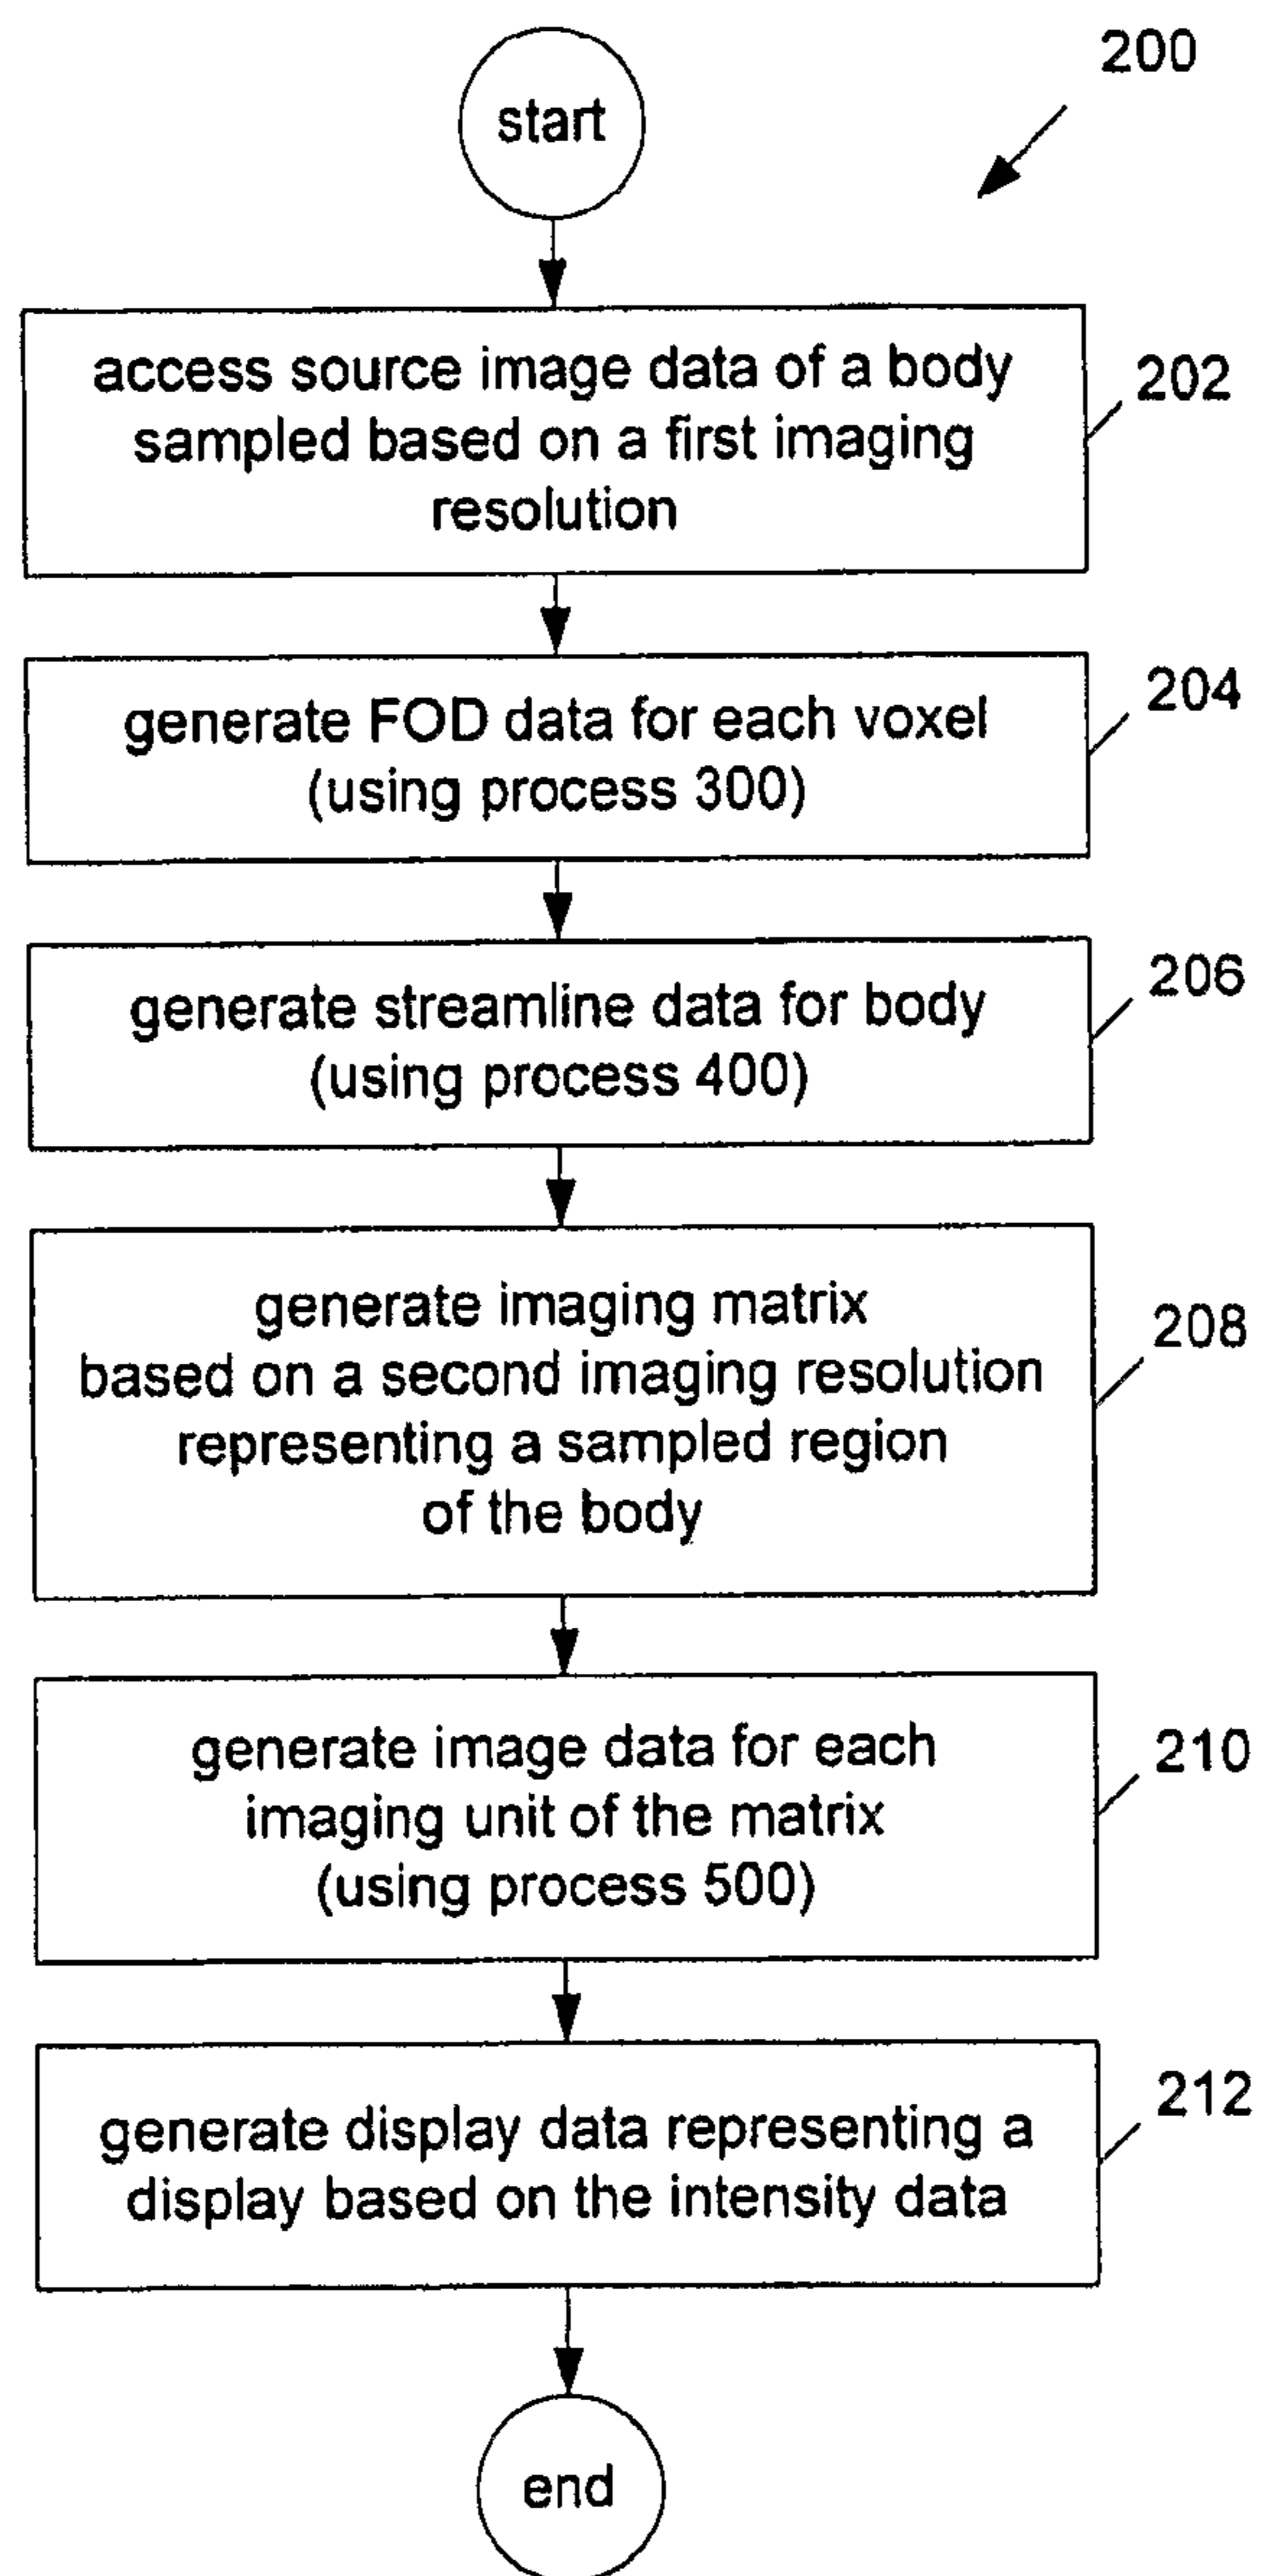 200
start
access source image data of a body
sampled based on a first imaging
resolution
202
generate FOD data for each voxel
(using process 300)
204
generate streamline data for body
(using process 400)
206
generate imaging matrix
based on a second imaging resolution
representing a sampled region
of the body
208
generate image data for each
imaging unit of the matrix
(using process 500)
210
generate display data representing a
display based on the intensity data
212
end